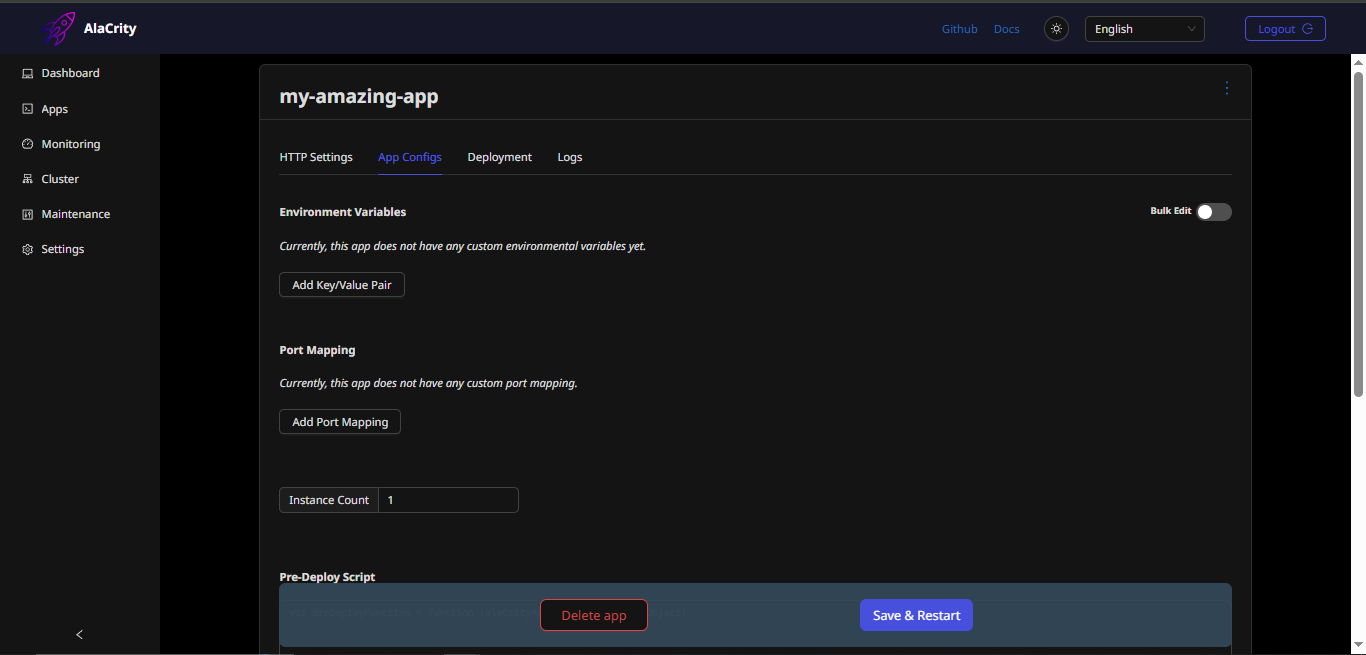 AlaCrity
Github Docs English Logout
Dashboard
Apps
Monitoring
Cluster
Maintenance
Settings
my-amazing-app
HTTP Settings App Configs Deployment Logs
Environment Variables Bulk Edit
Currently, this app does not have any custom environmental variables yet.
Add Key/Value Pair
Port Mapping
Currently, this app does not have any custom port mapping.
Add Port Mapping
Instance Count 1
Pre-Deploy Script
Delete app Save & Restart